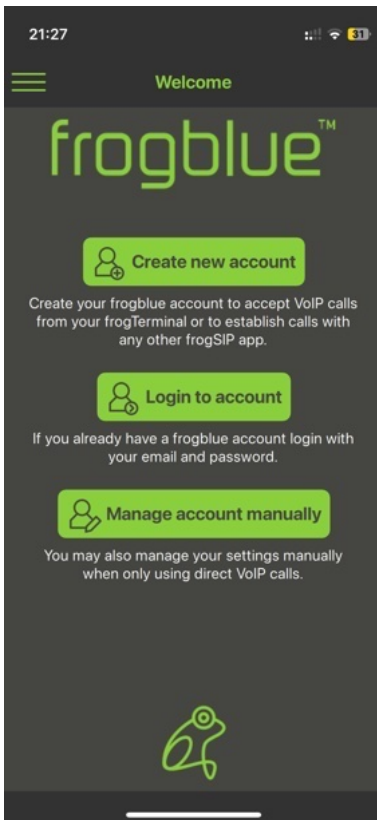 21:27
31
Welcome
frogblue™
Create new account
Create your frogblue account to accept VoIP calls
from your frogTerminal or to establish calls with
any other frogSIP app.
Login to account
If you already have a frogblue account login with
your email and password.
Manage account manually
You may also manage your settings manually
when only using direct VoIP calls.